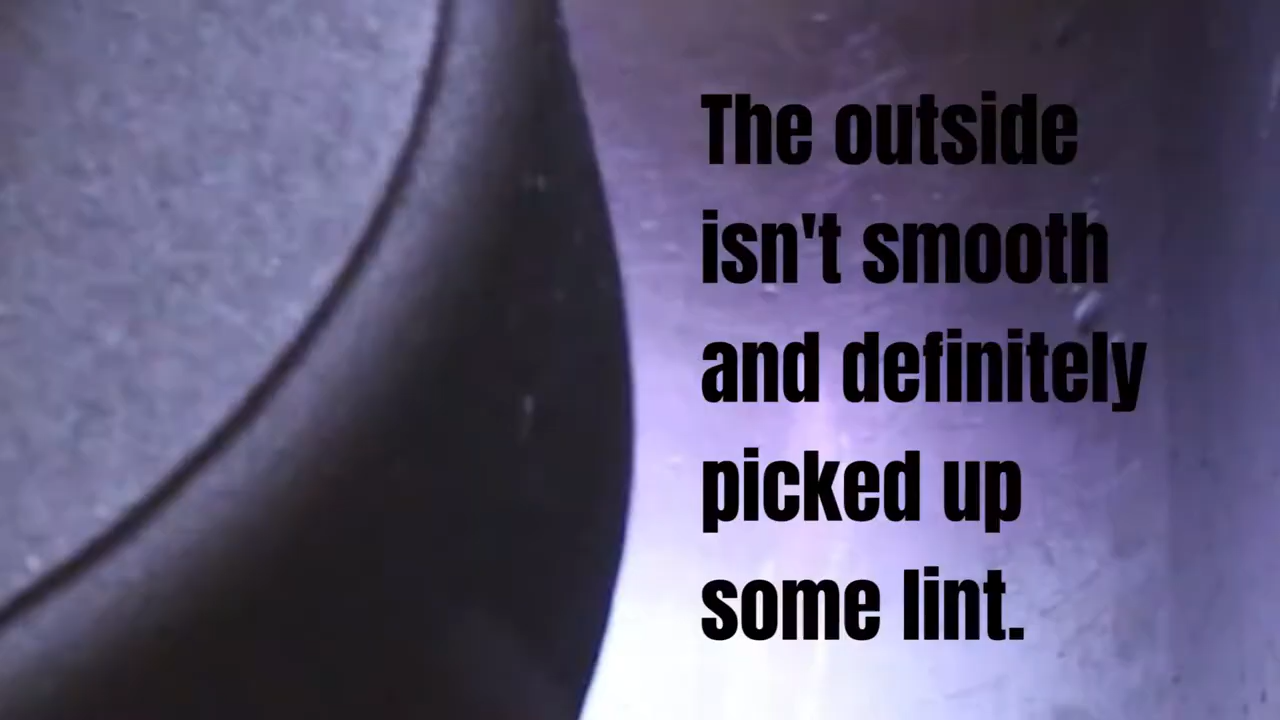 The outside
isn't smooth
and definitely
picked up
some lint.